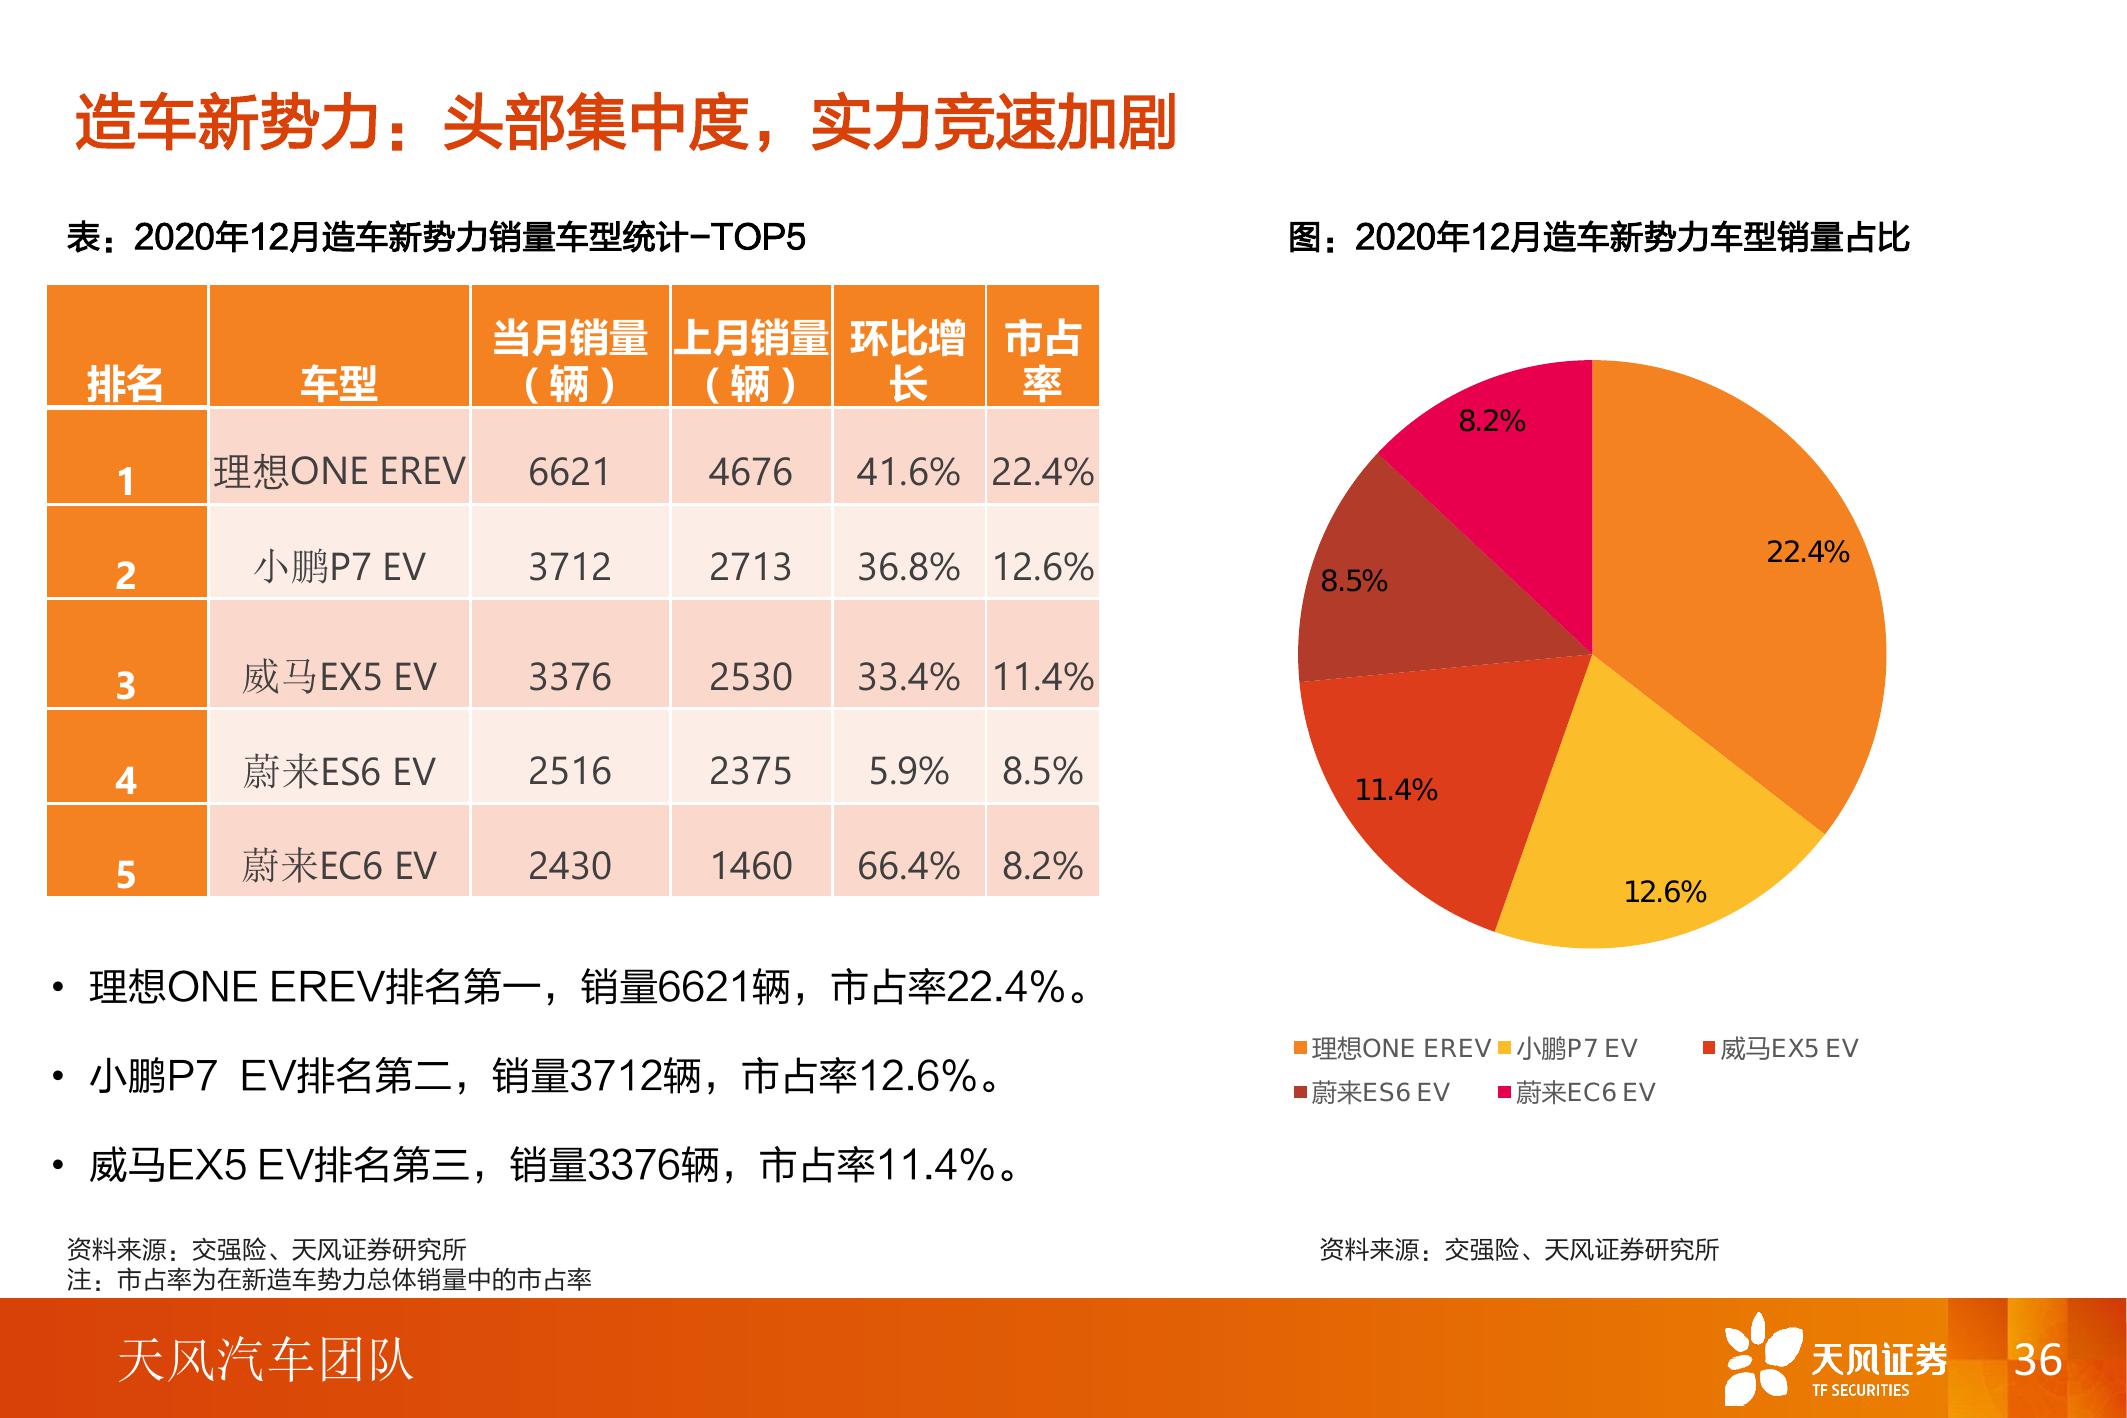 造车新势力：头部集中度，实力竞速加剧
表：2020年12月造车新势力销量车型统计-TOP5
排名 车型 当月销量（辆） 上月销量（辆） 环比增长 市占率
1 理想ONE EREV 6621 4676 41.6% 22.4%
2 小鹏P7 EV 3712 2713 36.8% 12.6%
3 威马EX5 EV 3376 2530 33.4% 11.4%
4 蔚来ES6 EV 2516 2375 5.9% 8.5%
5 蔚来EC6 EV 2430 1460 66.4% 8.2%
• 理想ONE EREV排名第一，销量6621辆，市占率22.4%。
• 小鹏P7 EV排名第二，销量3712辆，市占率12.6%。
• 威马EX5 EV排名第三，销量3376辆，市占率11.4%。
资料来源：交强险、天风证券研究所
注：市占率为在新造车势力总体销量中的市占率
图：2020年12月造车新势力车型销量占比
8.2%
22.4%
8.5%
11.4%
12.6%
理想ONE EREV 小鹏P7 EV 威马EX5 EV
蔚来ES6 EV 蔚来EC6 EV
资料来源：交强险、天风证券研究所
天风汽车团队
天风证券
TF SECURITIES
36